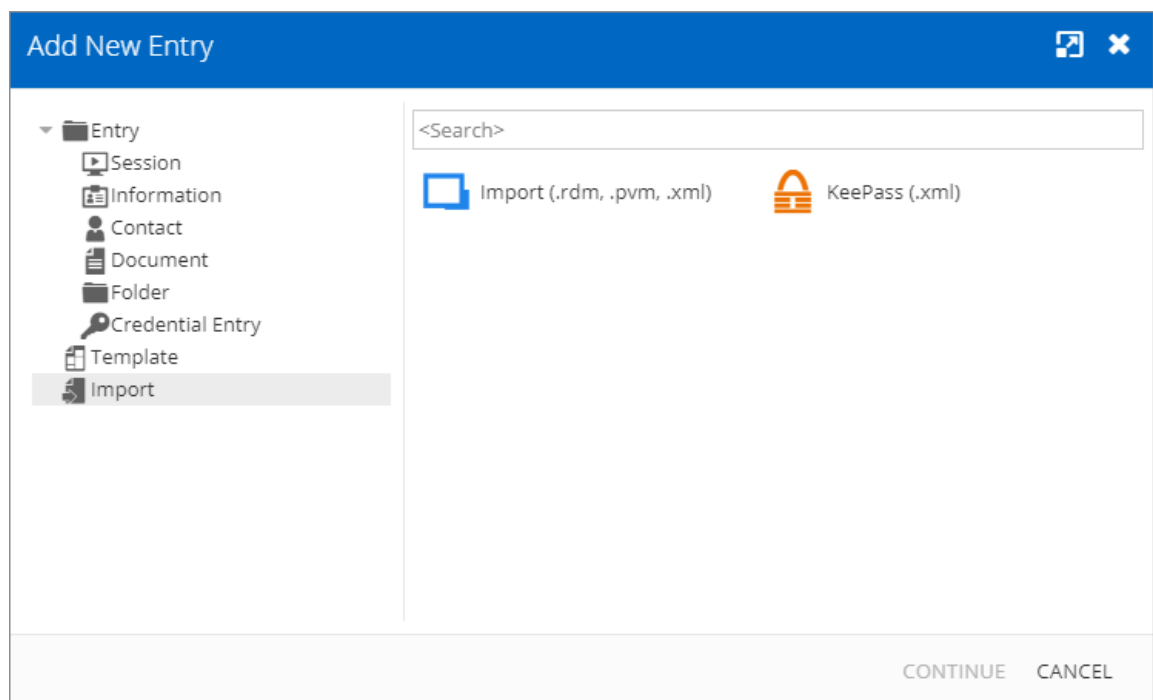 Add New Entry
Entry
Session
Information
Contact
Document
Folder
Credential Entry
Template
Import
<Search>
Import (.rdm, .pvm, .xml)
KeePass (.xml)
CONTINUE
CANCEL